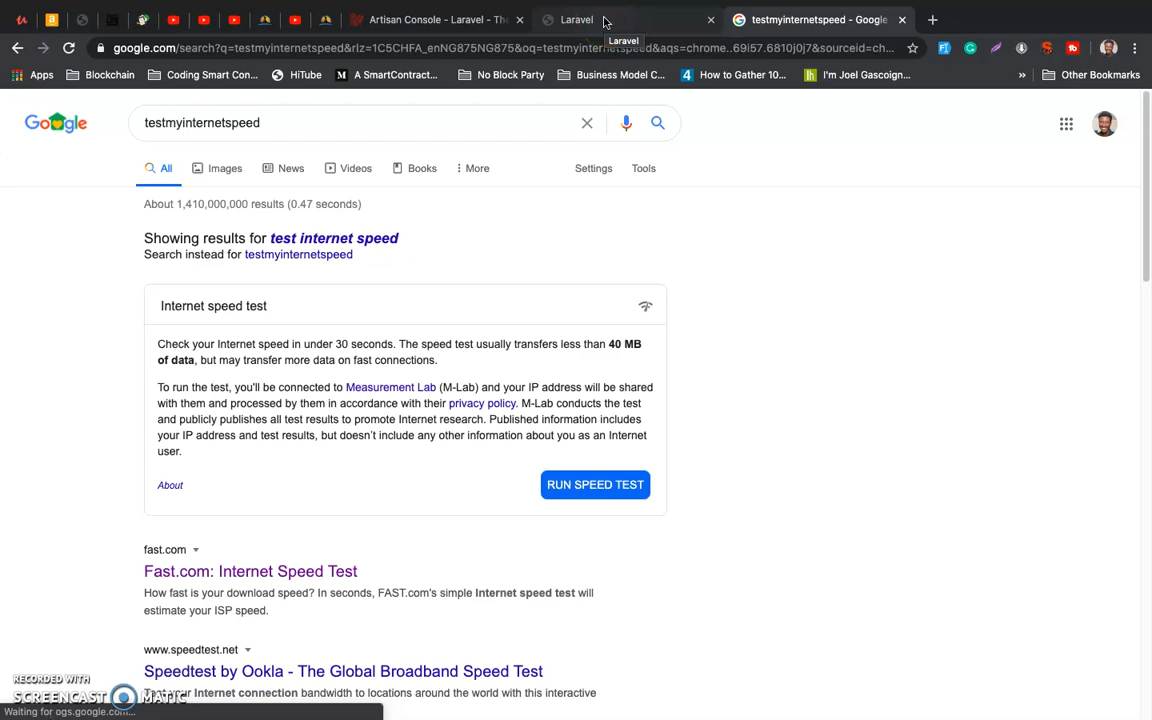 Artisan Console - Laravel - The
Laravel
testmyinternetspeed - Google
Laravel
google.com/search?q=testmyinternetspeed&rlz=1C5CHFA_enNG875NG875&oq=testmyinternetspeed&aqs=chrome...69i57.6810j0j7&sourceid=ch...
Apps
Blockchain
Coding Smart Con...
HiTube
M A SmartContract...
No Block Party
Business Model C...
4 How to Gather 10...
h I'm Joel Gascoign...
»
Other Bookmarks
Google
testmyinternetspeed
All
Images
News
Videos
Books
More
Settings
Tools
About 1,410,000,000 results (0.47 seconds)
Showing results for test internet speed
Search instead for testmyinternetspeed
Internet speed test
Check your Internet speed in under 30 seconds. The speed test usually transfers less than 40 MB
of data, but may transfer more data on fast connections.
To run the test, you'll be connected to Measurement Lab (M-Lab) and your IP address will be shared
with them and processed by them in accordance with their privacy policy. M-Lab conducts the test
and publicly publishes all test results to promote Internet research. Published information includes
your IP address and test results, but doesn't include any other information about you as an Internet
user.
About
RUN SPEED TEST
fast.com
Fast.com: Internet Speed Test
How fast is your download speed? In seconds, FAST.com's simple Internet speed test will
estimate your ISP speed.
www.speedtest.net
Speedtest by Ookla - The Global Broadband Speed Test
Test your Internet connection bandwidth to locations around the world with this interactive
RECORDED WITH
SCREENCAST MATIC
Waiting for ogs.google.com...